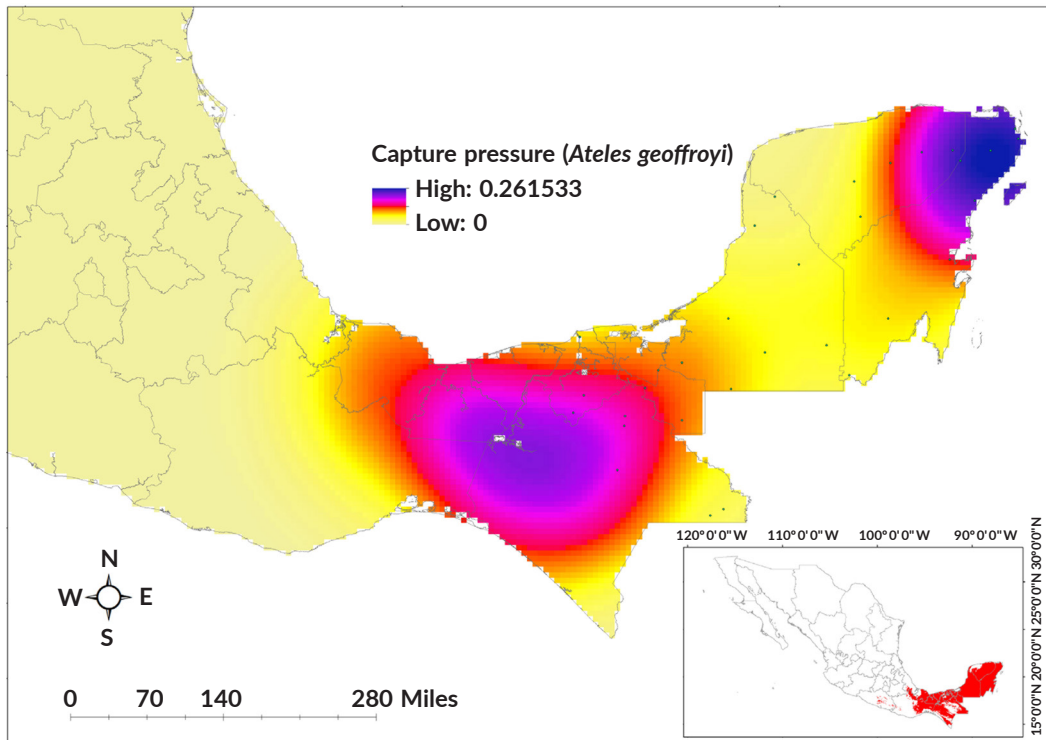 Capture pressure (Ateles geoffroyi)
High: 0.261533
Low: 0
N
W E
S
0 70 140 280 Miles
120°0'0"W 110°0'0"W 100°0'0"W 90°0'0"W
30°0'0"N
25°0'0"N
20°0'0"N
15°0'0"N